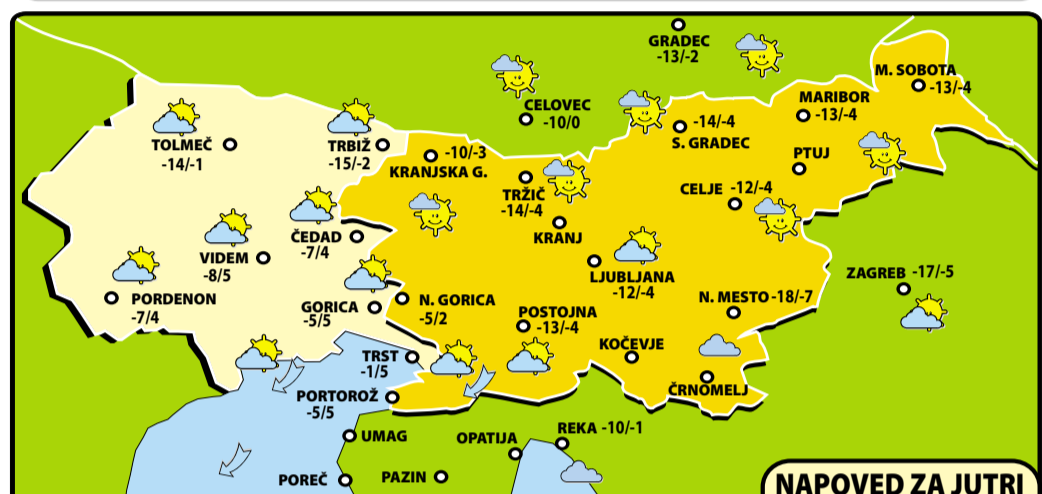 GRADEC
-13/-2
M. SOBOTA
-13/-4
CELOVEC
-10/0
MARIBOR
-13/-4
-14/-4
S. GRADEC
TOLMEČ
-14/-1
TRBIŽ
-15/-2
-10/-3
KRANJSKA G.
PTUJ
TRŽIČ
-14/-4
CELJE -12/-4
KRANJ
ČEDAD
-7/4
VIDEM
-8/5
LJUBLJANA
-12/-4
ZAGREB -17/-5
PORDENON
-7/4
GORICA
-5/5
N. GORICA
-5/2
POSTOJNA
-13/-4
N. MESTO -18/-7
KOČEVJE
TRST
-1/5
ČRNOMELJ
PORTOROŽ
-5/5
UMAG
OPATIJA
REKA -10/-1
POREČ
PAZIN
NAPOVED ZA JUTRI